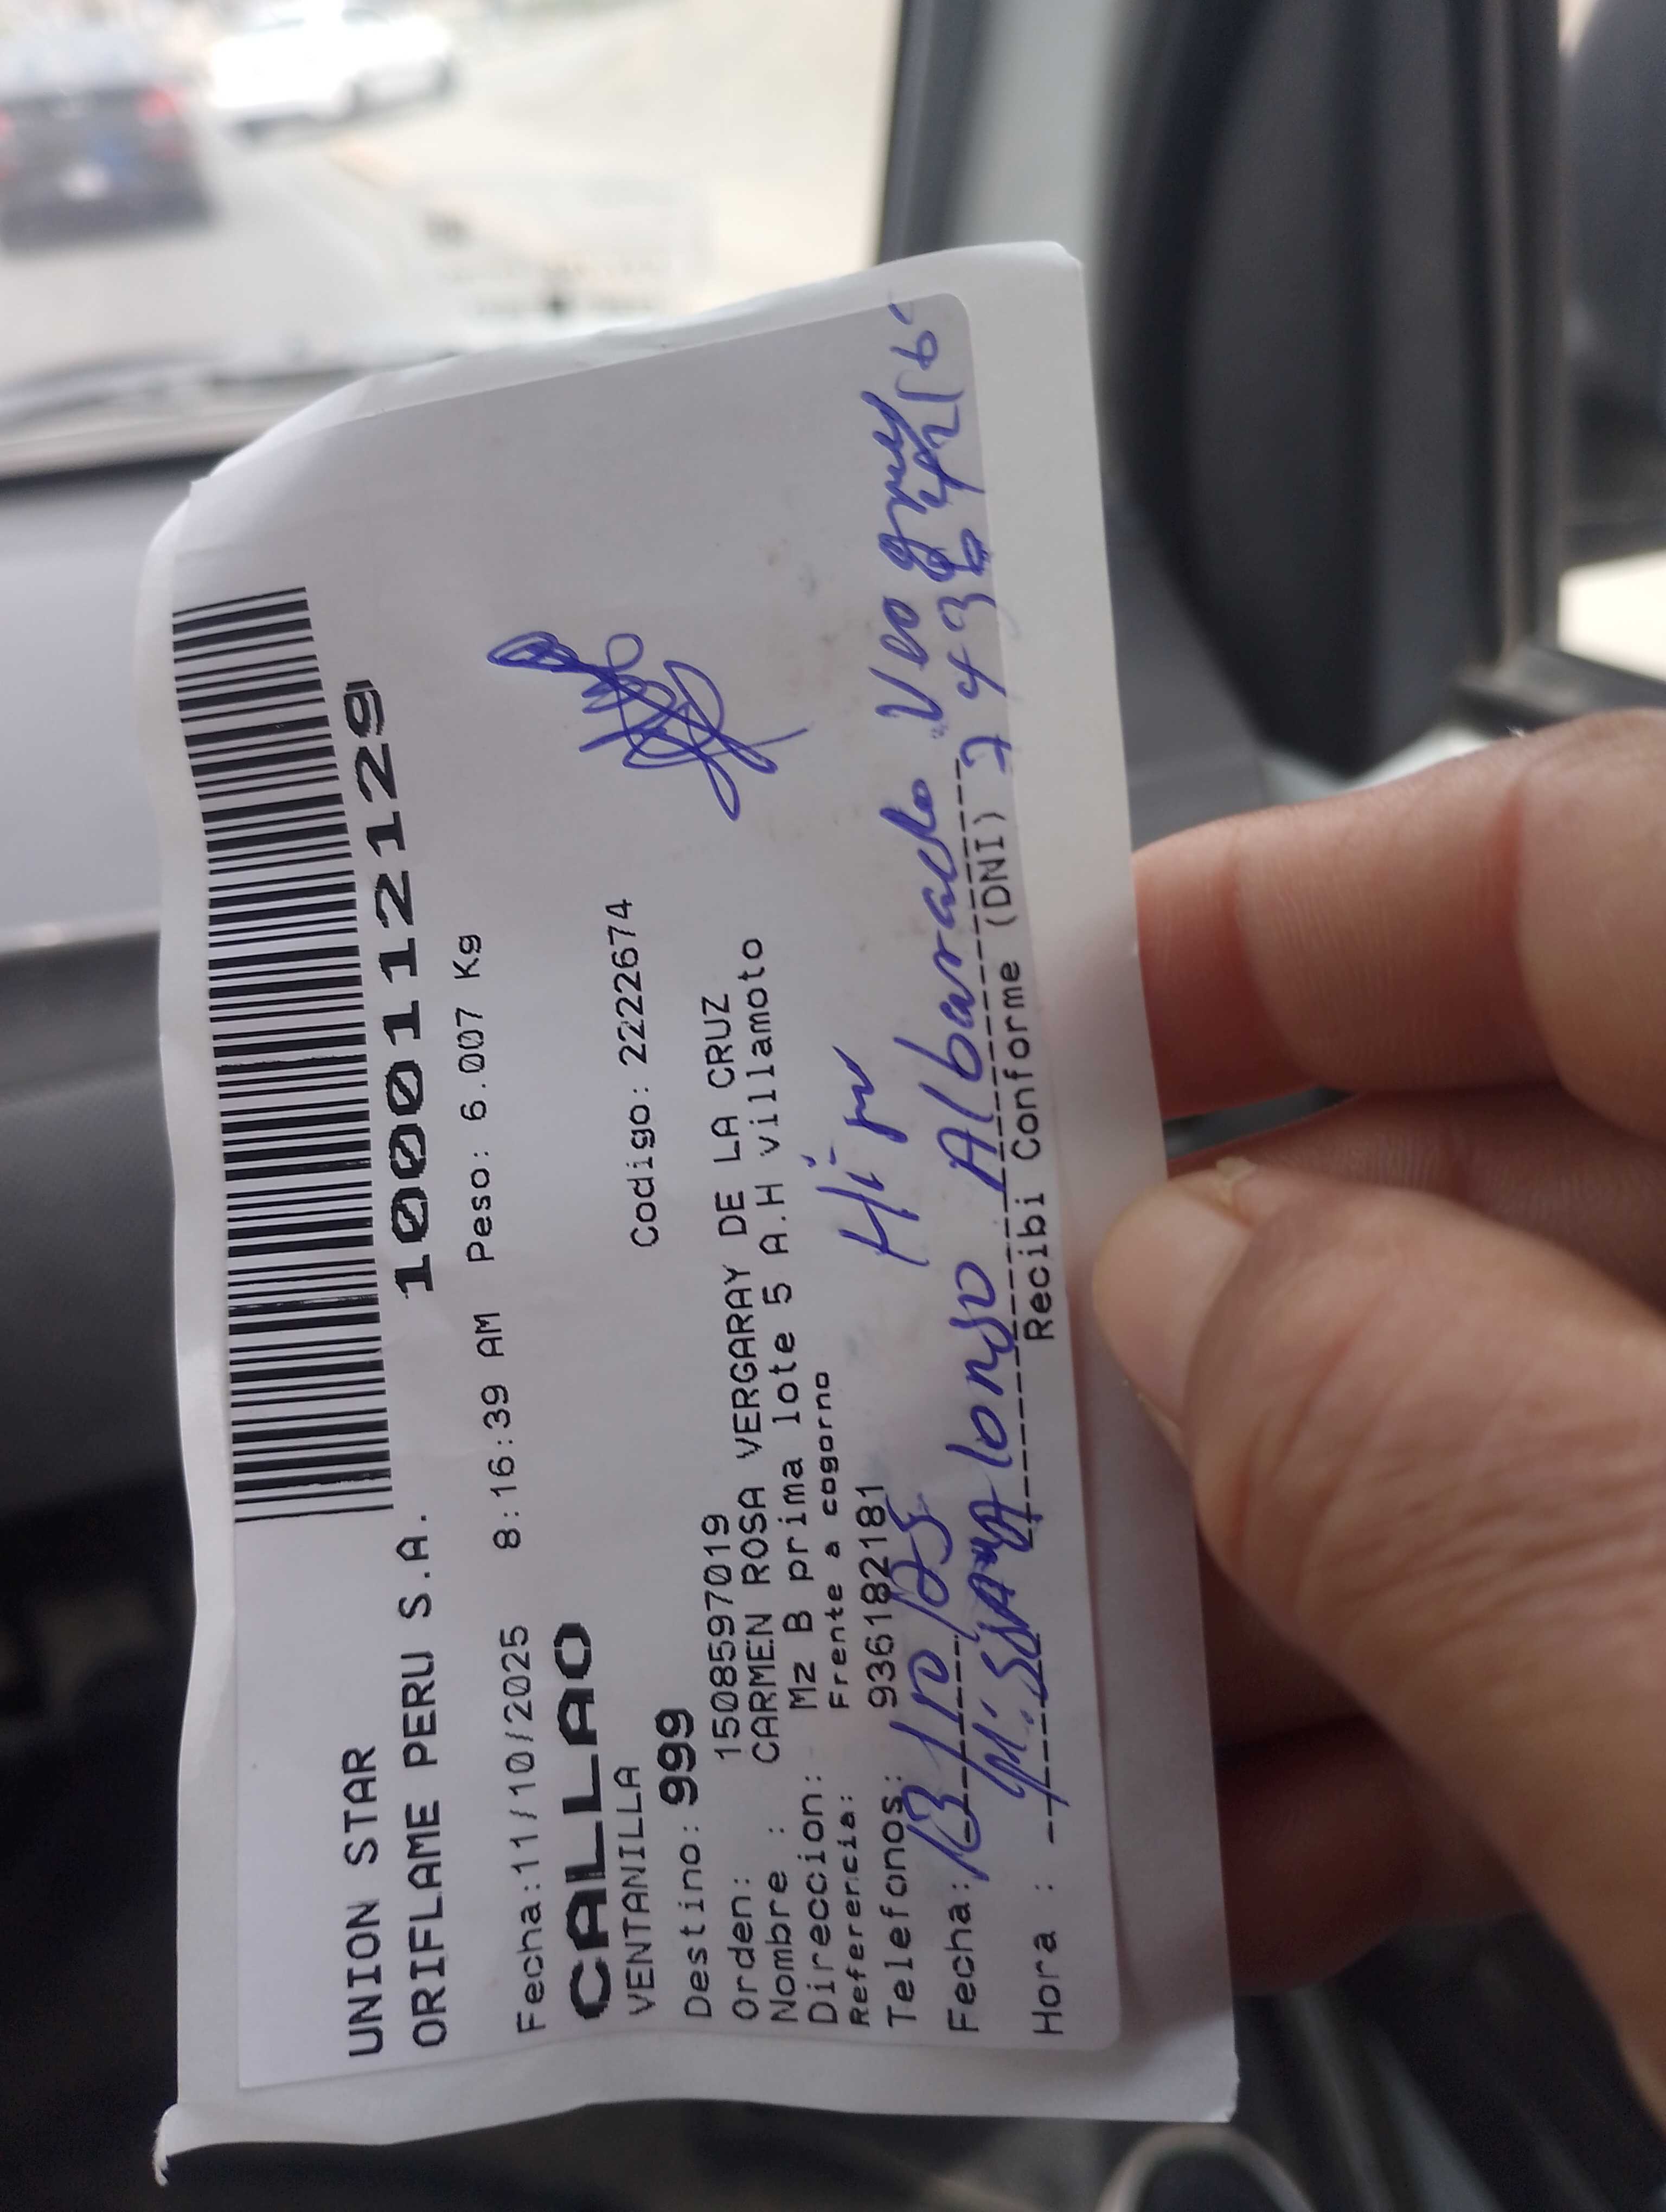 UNION STAR
ORIFLAME PERU S.A. 10001121129
Fecha:11/10/2025 8:16:39 AM Peso: 6.007 Kg
CALLAO
VENTANILLA
Destino: 999 Codigo: 2222674
Orden: 1508597019
Nombre : CARMEN ROSA VERGARAY DE LA CRUZ
Direccion: Mz B prima lote 5 A.H villamoto
Referencia: Frente a cogorno
Telefonos: 936182181
Fecha: 13/10/25
Hora : Alonso Albarado
Recibi Conforme (DNI)